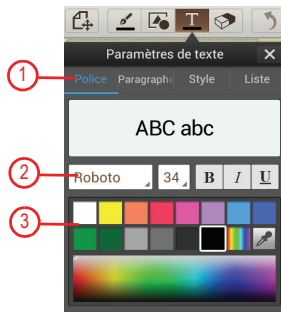 T
Paramètres de texte
1 Police Paragraphe Style Liste
ABC abc
2 Roboto 34 B I U
3